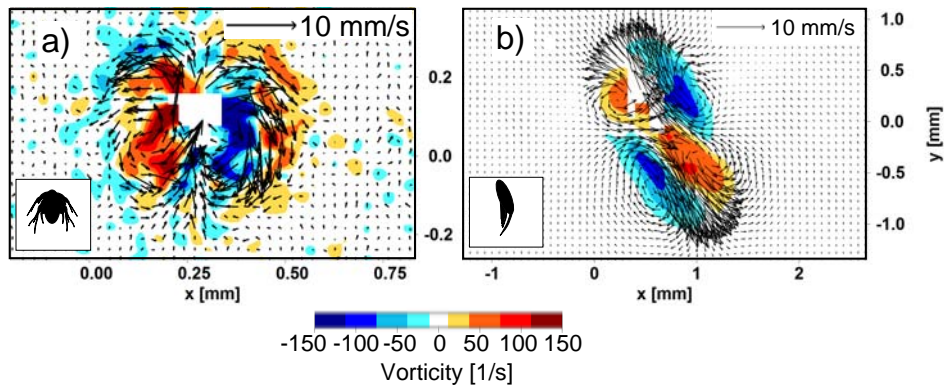 a) 10 mm/s
b) 10 mm/s
0.2
0.0
-0.2
1.0
0.5
0.0
-0.5
-1.0
y [mm]
0.00 0.25 0.50 0.75
x [mm]
-1 0 1 2
x [mm]
-150 -100 -50 0 50 100 150
Vorticity [1/s]